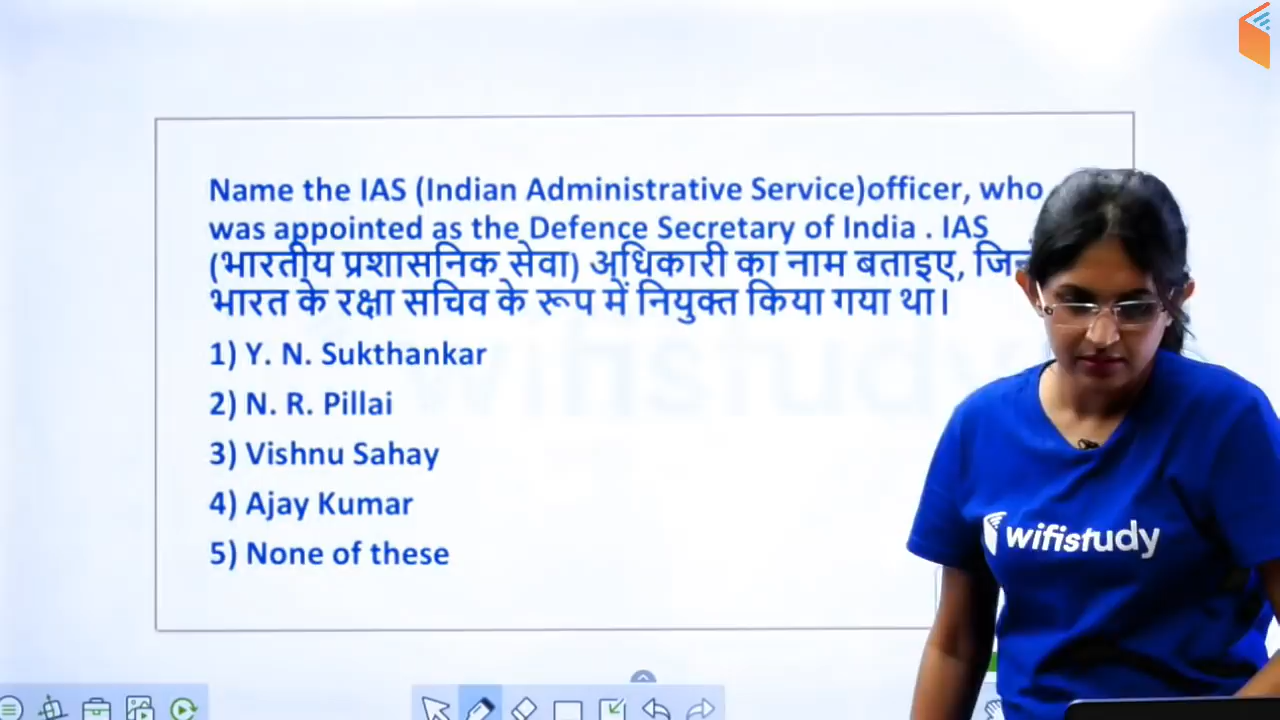 Name the IAS (Indian Administrative Service)officer, who
was appointed as the Defence Secretary of India . IAS
(भारतीय प्रशासनिक सेवा) अधिकारी का नाम बताइए,
भारत के रक्षा सचिव के रूप में नियुक्त किया गया था।
1) Y. N. Sukthankar
2) N. R. Pillai
3) Vishnu Sahay
4) Ajay Kumar
5) None of these
wifistudy
wifistudy